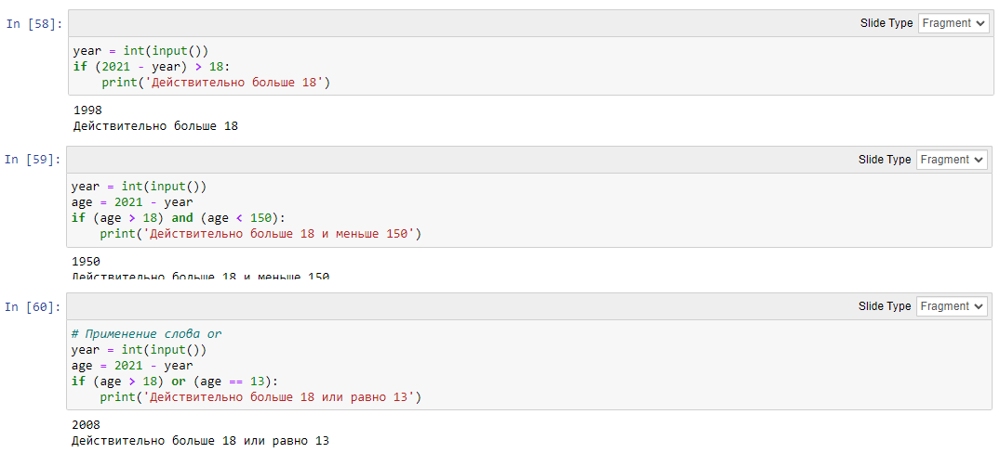 In [58]:
Slide Type Fragment
year = int(input())
if (2021 - year) > 18:
    print('Действительно больше 18')
1998
Действительно больше 18
In [59]:
Slide Type Fragment
year = int(input())
age = 2021 - year
if (age > 18) and (age < 150):
    print('Действительно больше 18 и меньше 150')
1950
Действительно больше 18 и меньше 150
In [60]:
Slide Type Fragment
# Применение слова or
year = int(input())
age = 2021 - year
if (age > 18) or (age == 13):
    print('Действительно больше 18 или равно 13')
2008
Действительно больше 18 или равно 13